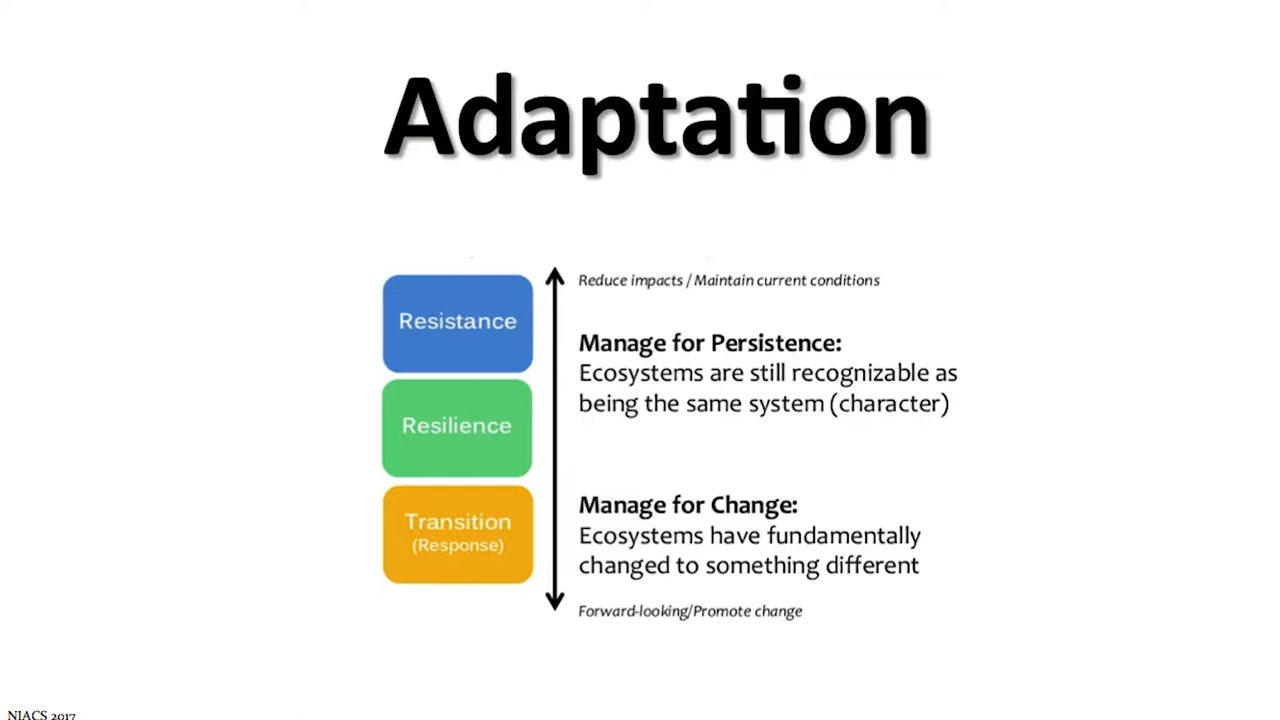 Adaptation
Resistance
Resilience
Transition
(Response)
Reduce impacts / Maintain current conditions
Manage for Persistence:
Ecosystems are still recognizable as
being the same system (character)
Manage for Change:
Ecosystems have fundamentally
changed to something different
Forward-looking/Promote change
NIACS 2017